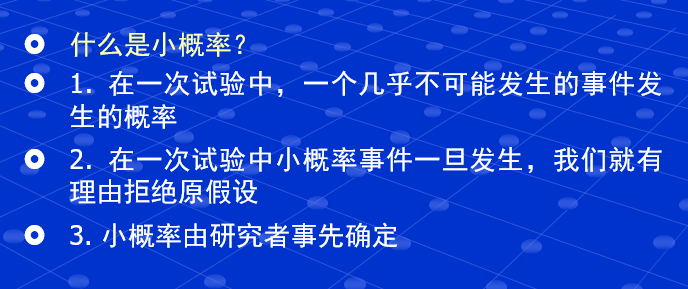 什么是小概率？
1. 在一次试验中，一个几乎不可能发生的事件发
生的概率
2. 在一次试验中小概率事件一旦发生，我们就有
理由拒绝原假设
3. 小概率由研究者事先确定